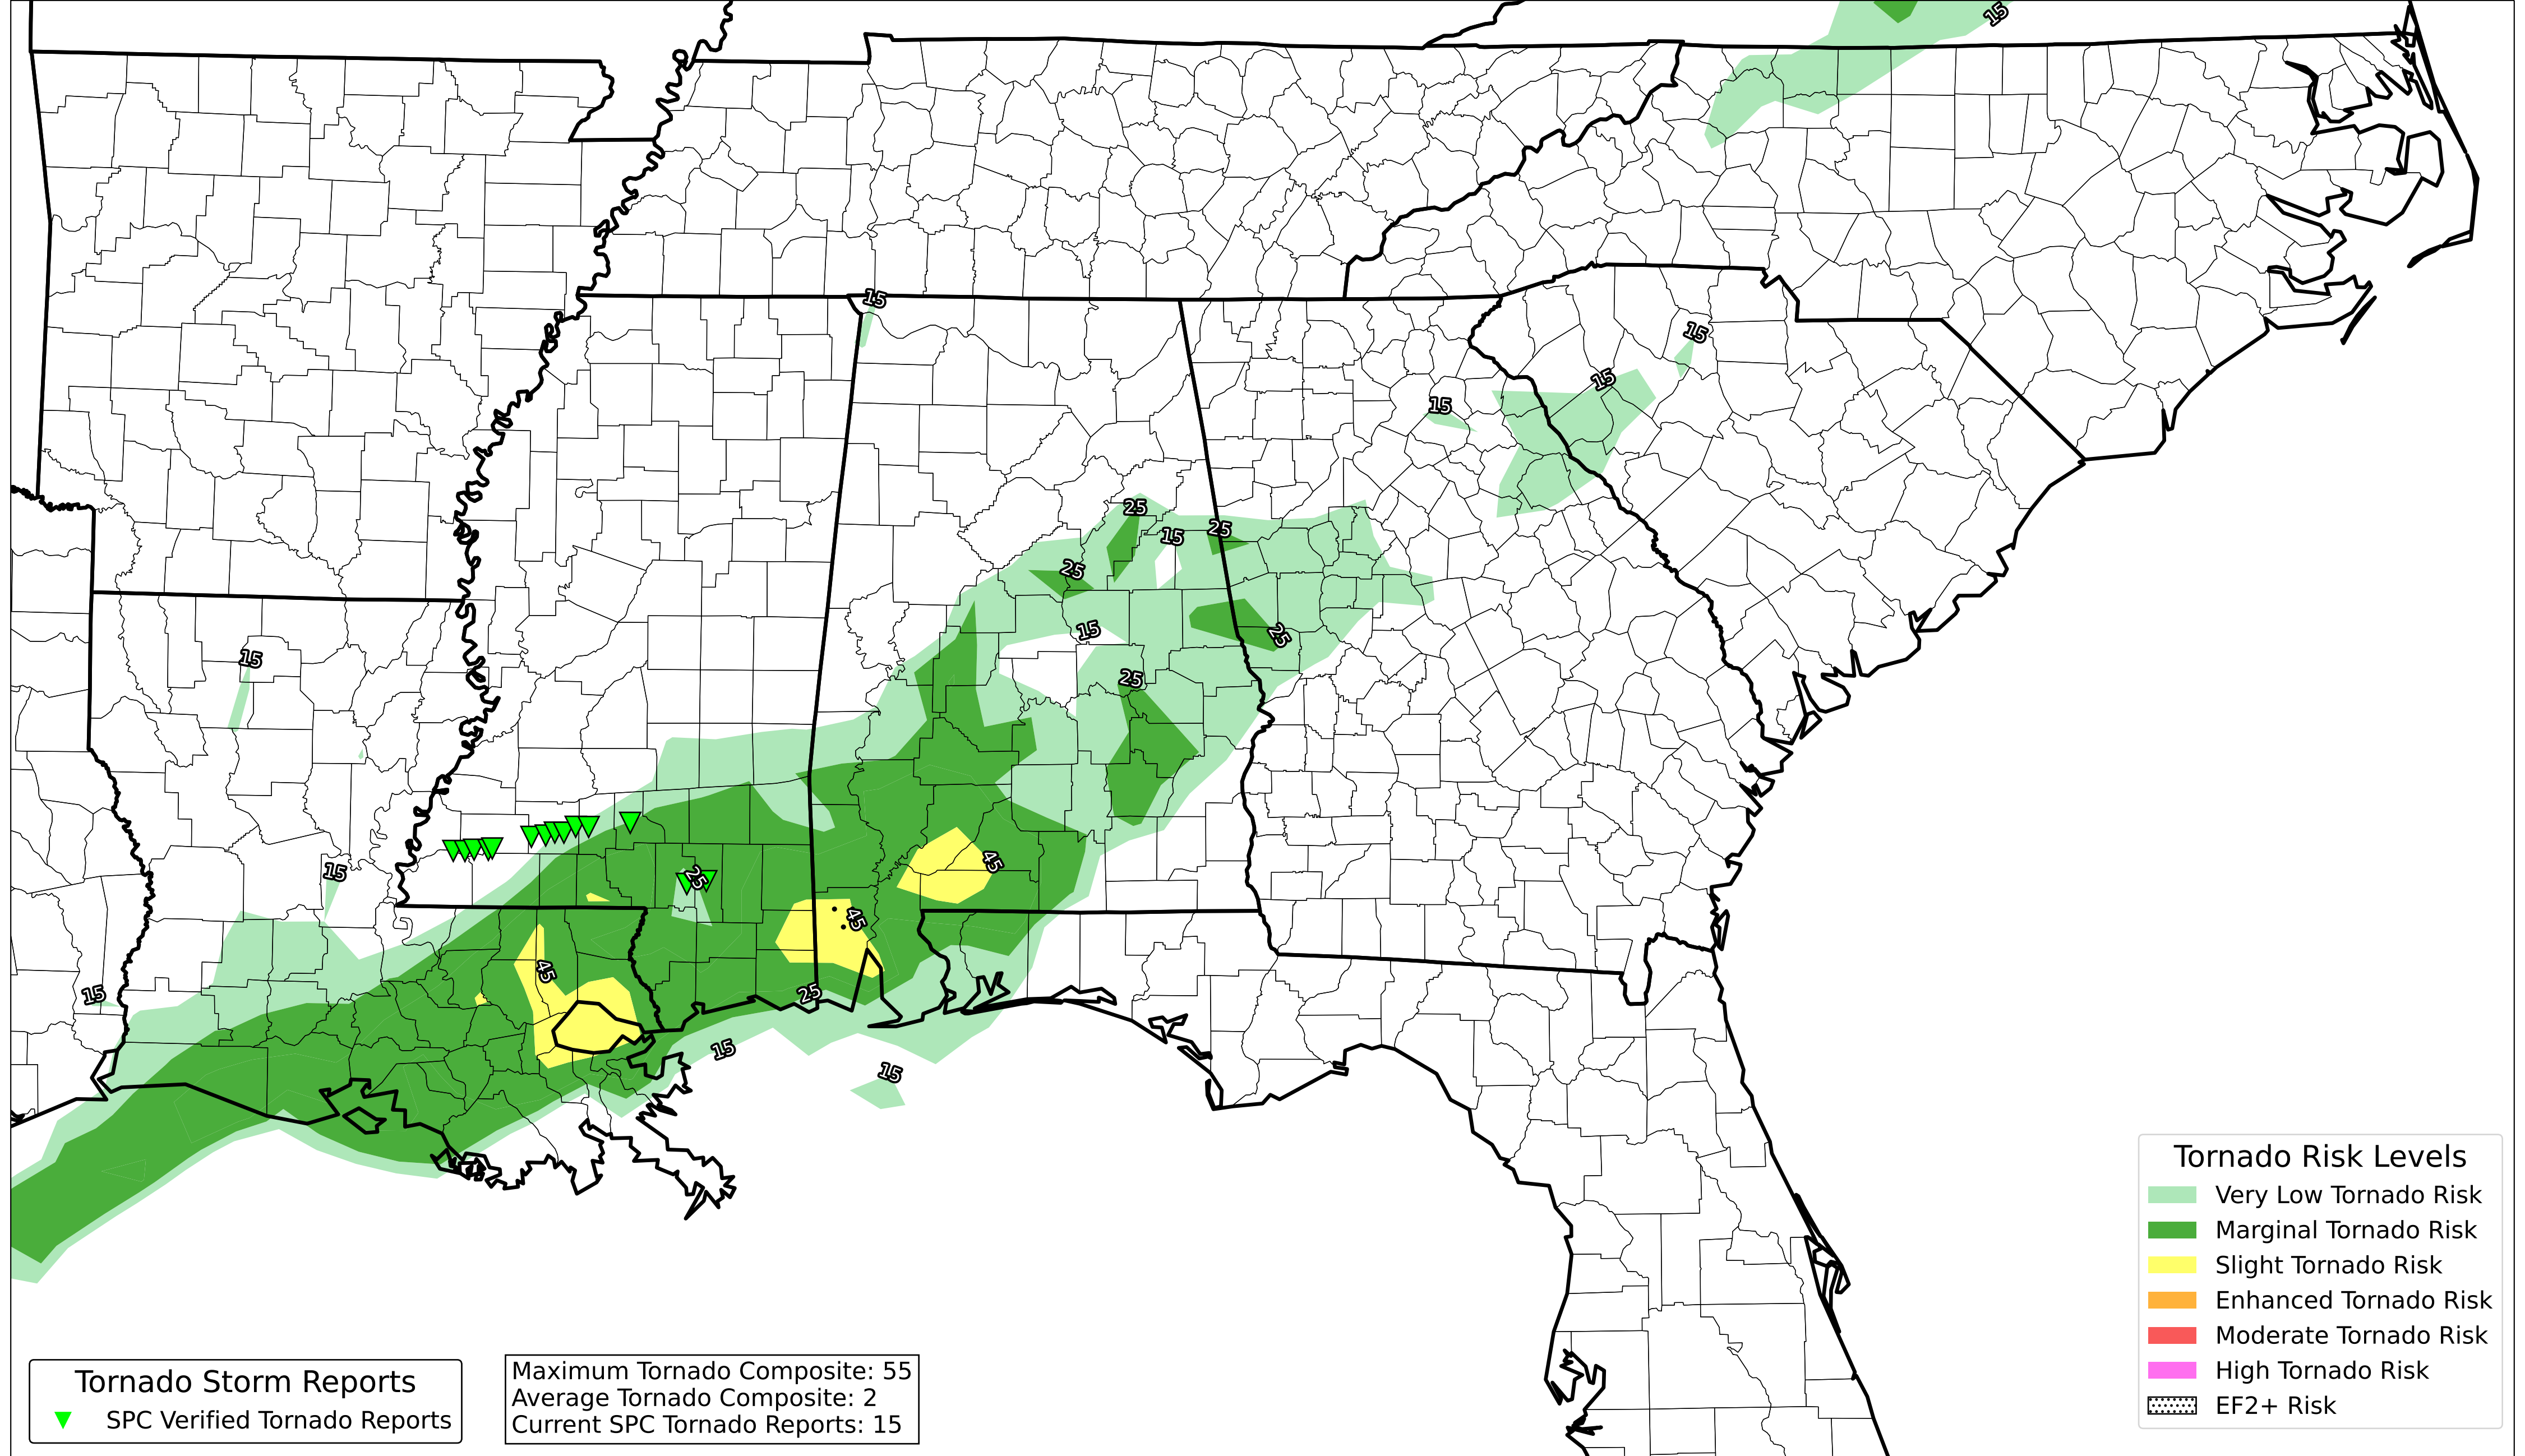 15
15
15
15
15
25
15
25
25
15
25
15
25
45
15
25
45
45
15
25
15
15
Tornado Risk Levels
Very Low Tornado Risk
Marginal Tornado Risk
Slight Tornado Risk
Enhanced Tornado Risk
Moderate Tornado Risk
High Tornado Risk
EF2+ Risk
Tornado Storm Reports
SPC Verified Tornado Reports
Maximum Tornado Composite: 55
Average Tornado Composite: 2
Current SPC Tornado Reports: 15